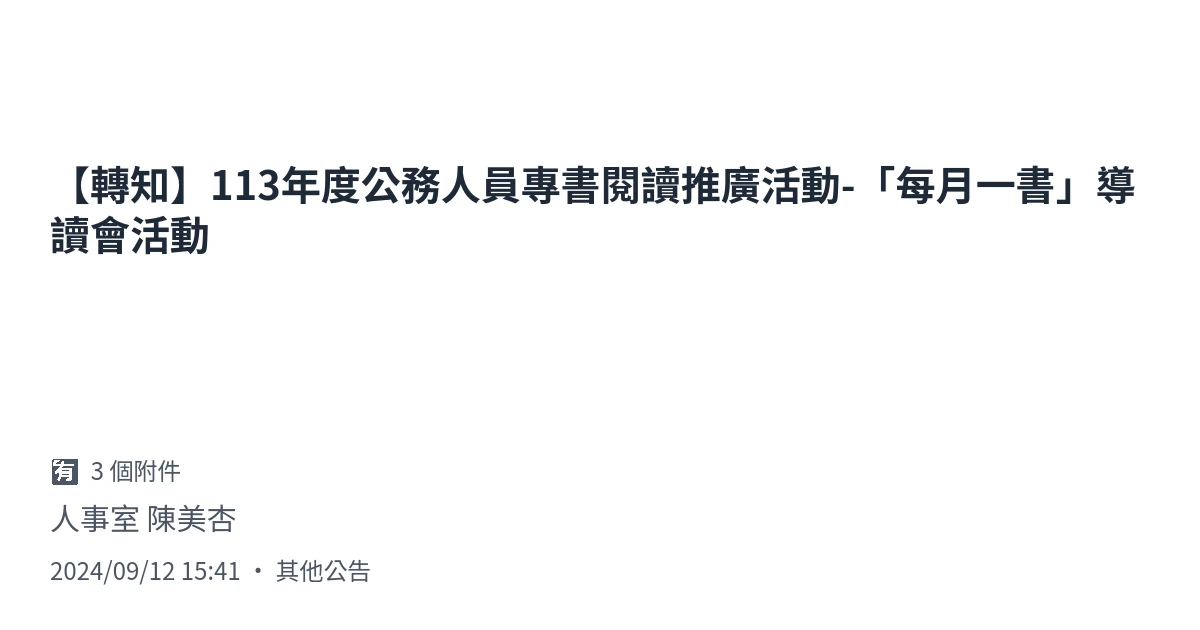 【轉知】113年度公務人員專書閱讀推廣活動-「每月一書」導
讀會活動
有 3 個附件
人事室 陳美杏
2024/09/12 15:41 • 其他公告